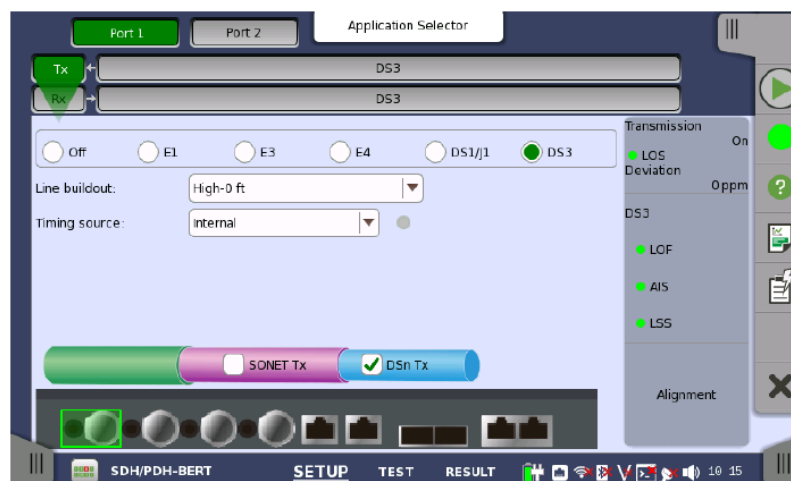 Port 1 Port 2 Application Selector
Tx DS3
Rx DS3
Off E1 E3 E4 DS1/J1 DS3
Line buildout: High-0 ft
Timing source: Internal
SONET Tx DSn Tx
Transmission
On
LOS
Deviation
0 ppm
DS3
LOF
AIS
LSS
Alignment
?
SDH/PDH-BERT SETUP TEST RESULT 10 15